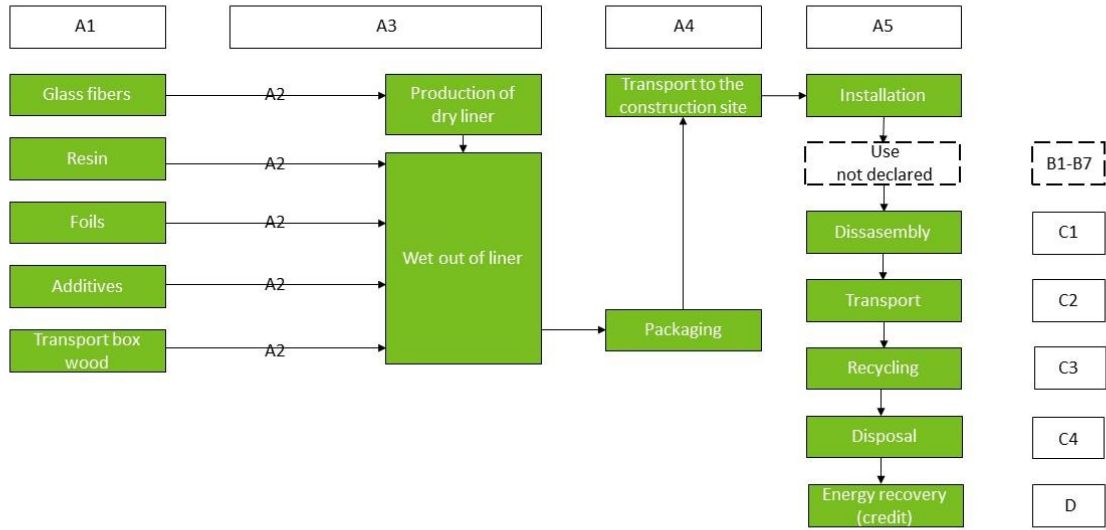 A1
A3
A4
A5
Glass fibers
A2
Production of
dry liner
Transport to the
construction site
Installation
Resin
A2
Use
not declared
B1-B7
Foils
A2
Wet out of liner
Dissasembly
C1
Additives
A2
Transport
C2
Transport box
wood
A2
Packaging
Recycling
C3
Disposal
C4
Energy recovery
(credit)
D